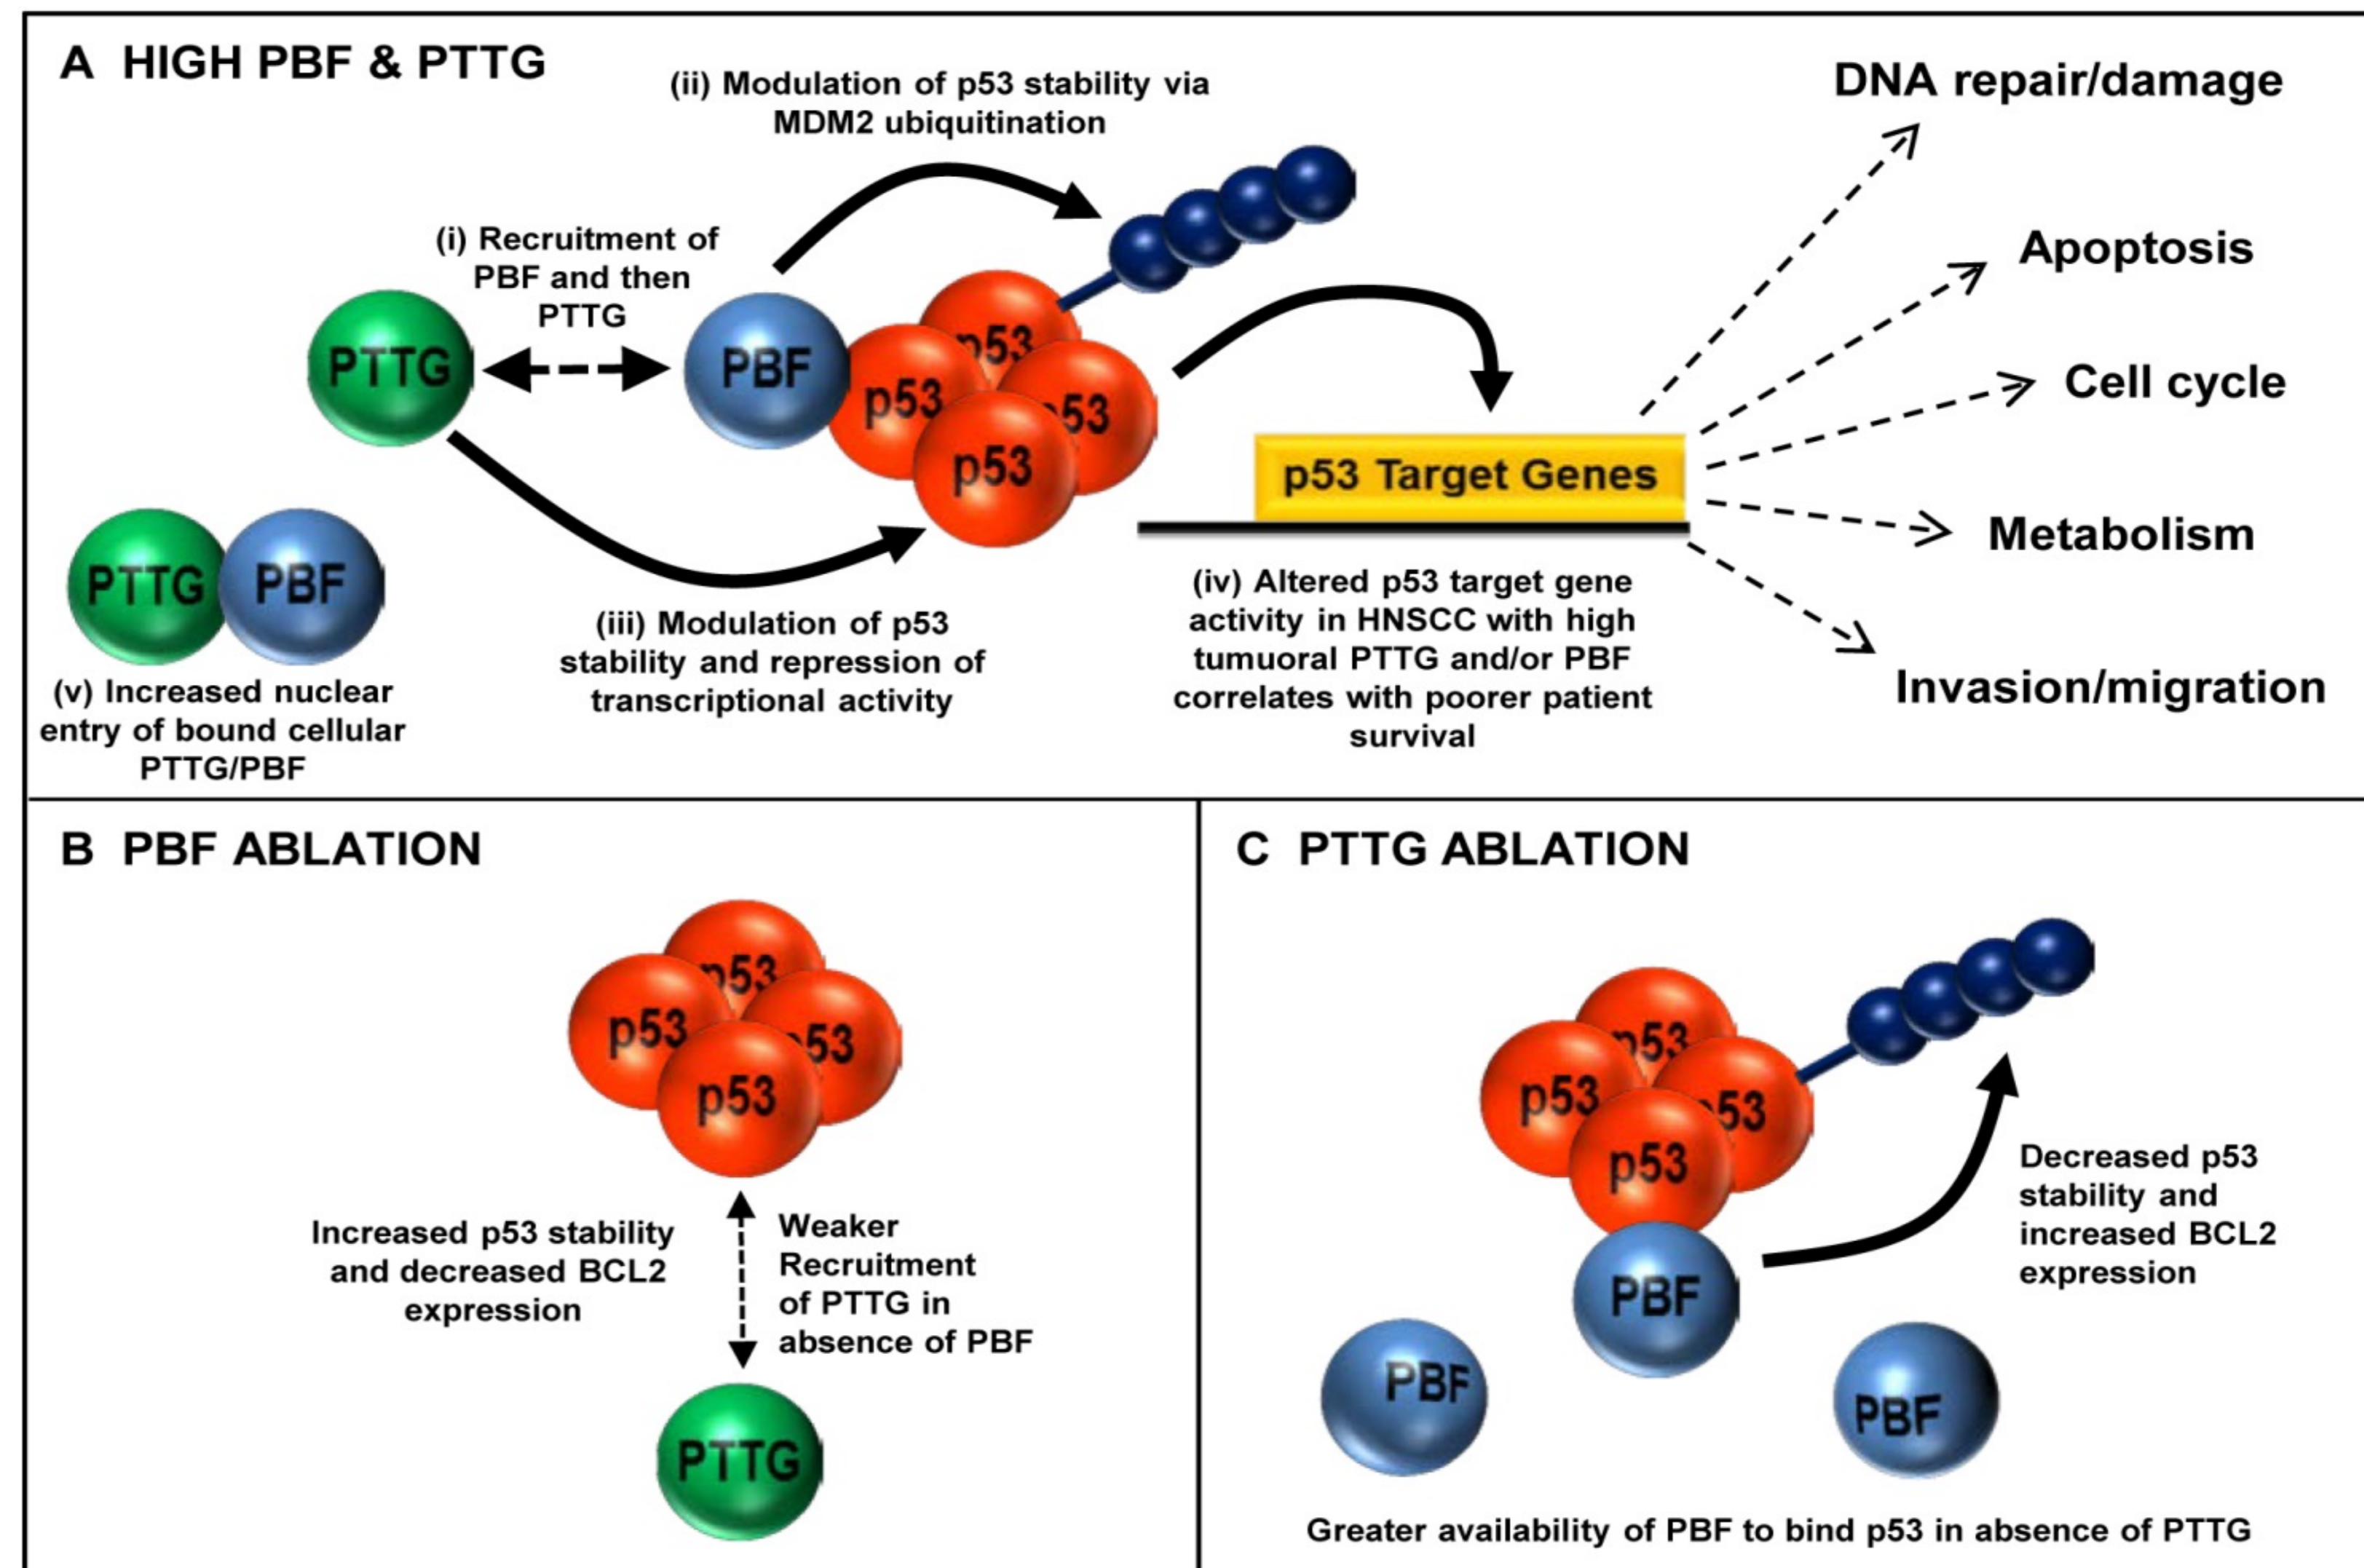 A HIGH PBF & PTTG
(ii) Modulation of p53 stability via
MDM2 ubiquitination
(i) Recruitment of
PBF and then
PTTG
PTTG
PBF
p53
p53
p53
p53
p53 Target Genes
DNA repair/damage
Apoptosis
Cell cycle
Metabolism
Invasion/migration
PTTG
PBF
(v) Increased nuclear
entry of bound cellular
PTTG/PBF
(iii) Modulation of p53
stability and repression of
transcriptional activity
(iv) Altered p53 target gene
activity in HNSCC with high
tumuoral PTTG and/or PBF
correlates with poorer patient
survival
B PBF ABLATION
p53
p53
p53
p53
Increased p53 stability
and decreased BCL2
expression
Weaker
Recruitment
of PTTG in
absence of PBF
PTTG
C PTTG ABLATION
p53
p53
p53
p53
Decreased p53
stability and
increased BCL2
expression
PBF
PBF
PBF
Greater availability of PBF to bind p53 in absence of PTTG